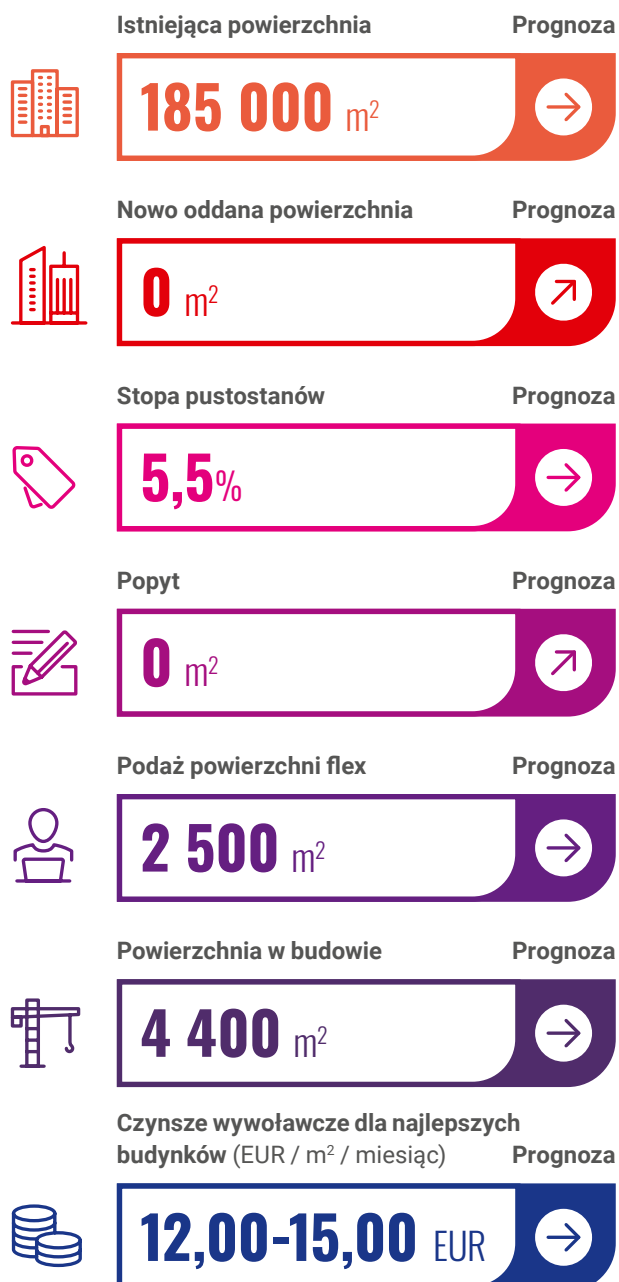 Istniejąca powierzchnia Prognoza
185 000 m²
Nowo oddana powierzchnia Prognoza
0 m²
Stopa pustostanów Prognoza
5,5%
Popyt Prognoza
0 m²
Podaż powierzchni flex Prognoza
2 500 m²
Powierzchnia w budowie Prognoza
4 400 m²
Czynsze wywoławcze dla najlepszych
budynków (EUR / m² / miesiąc) Prognoza
12,00-15,00 EUR